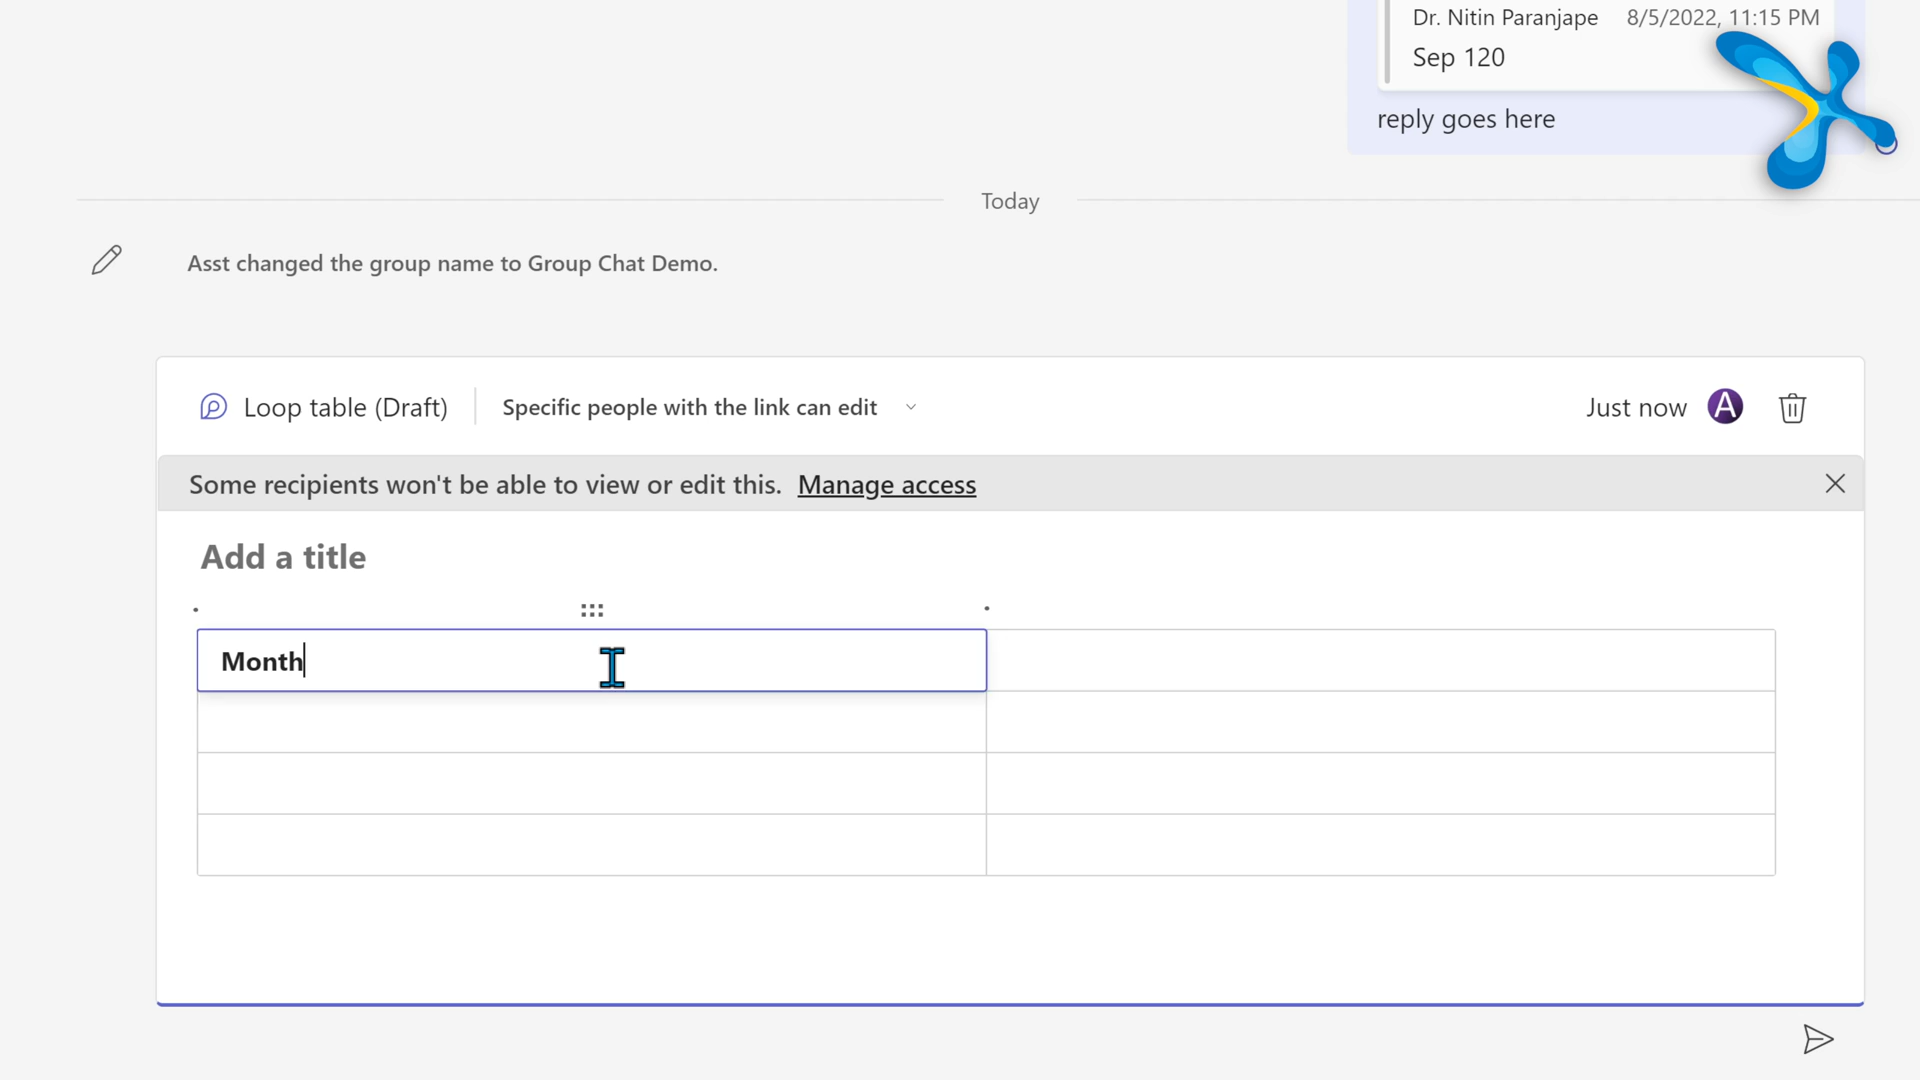 Dr. Nitin Paranjape 8/5/2022, 11:15 PM
Sep 120
reply goes here
Today
Asst changed the group name to Group Chat Demo.
Loop table (Draft) Specific people with the link can edit Just now A
Some recipients won't be able to view or edit this. Manage access
Add a title
Month